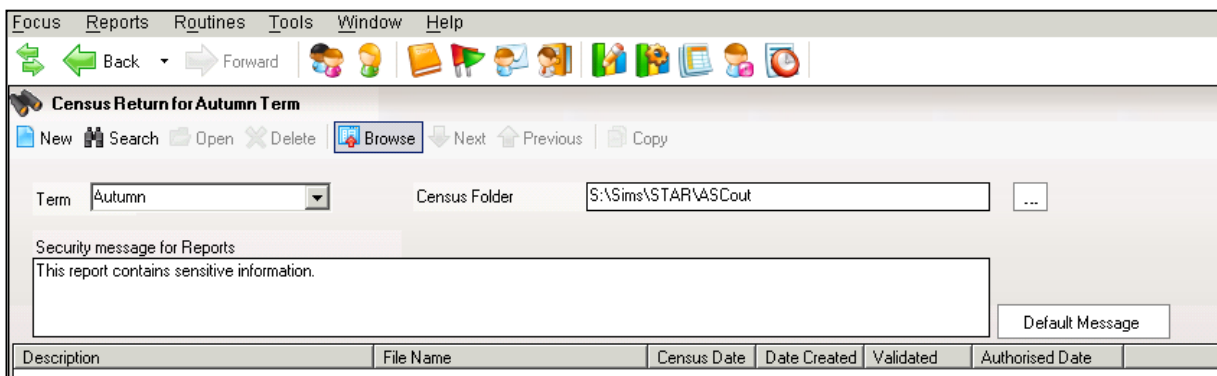 Focus Reports Routines Tools Window Help
Back Forward
Census Return for Autumn Term
New Search Open Delete Browse Next Previous Copy
Term Autumn Census Folder S:\Sims\STAR\ASCout ...
Security message for Reports
This report contains sensitive information.
Default Message
Description File Name Census Date Date Created Validated Authorised Date